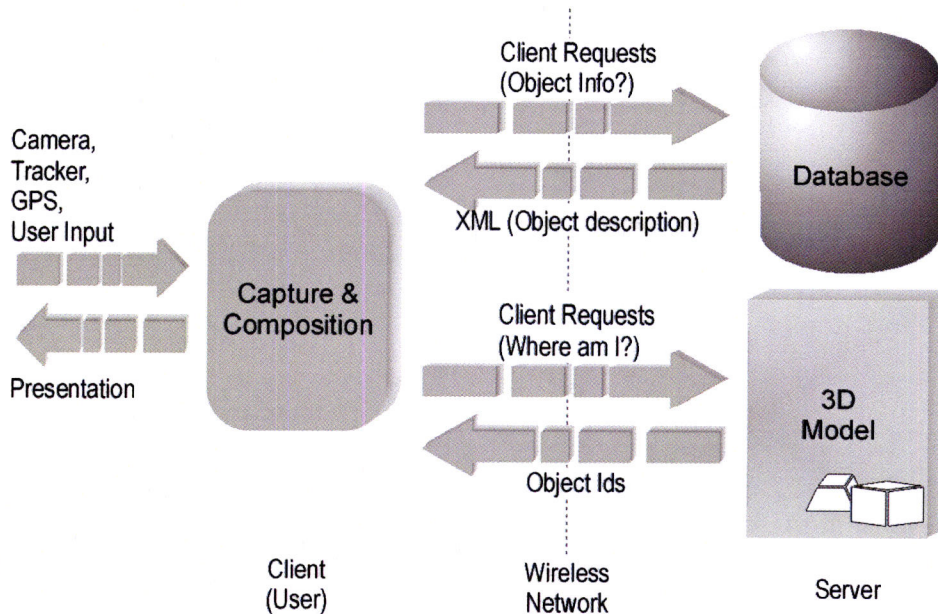 Client Requests
(Object Info?)
Camera,
Tracker,
GPS,
User Input
Database
XML (Object description)
Capture &
Composition
Client Requests
(Where am I?)
Presentation
3D
Model
Object Ids
Client
(User)
Wireless
Network
Server